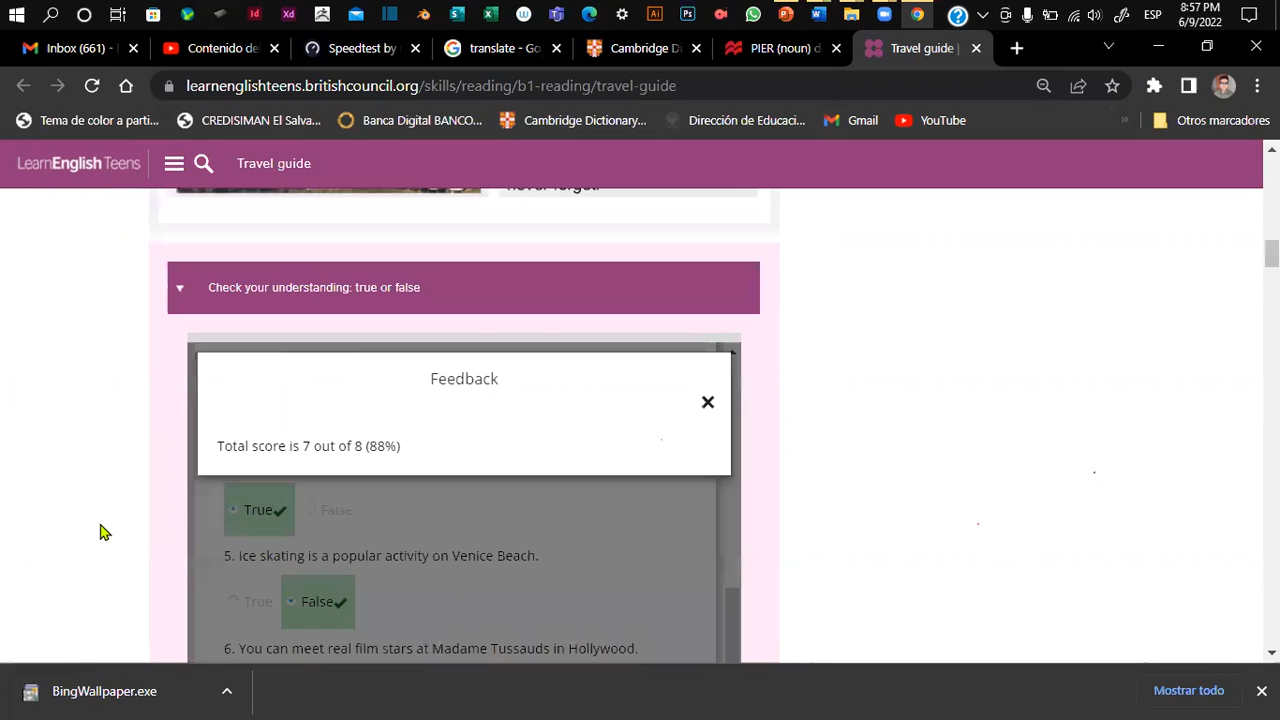 8:57 PM
ESP
6/9/2022
Inbox (661) -
Contenido de
Speedtest by
translate - Go
Cambridge D
PIER (noun) d
Travel guide |
learnenglishteens.britishcouncil.org/skills/reading/b1-reading/travel-guide
Tema de color a parti...
CREDISIMAN El Salva...
Banca Digital BANCO...
Cambridge Dictionary...
Dirección de Educaci...
Gmail
YouTube
»
Otros marcadores
LearnEnglish Teens
Travel guide
Check your understanding: true or false
Feedback
Total score is 7 out of 8 (88%)
True
False
5. Ice skating is a popular activity on Venice Beach.
True
False
6. You can meet real film stars at Madame Tussauds in Hollywood.
BingWallpaper.exe
Mostrar todo